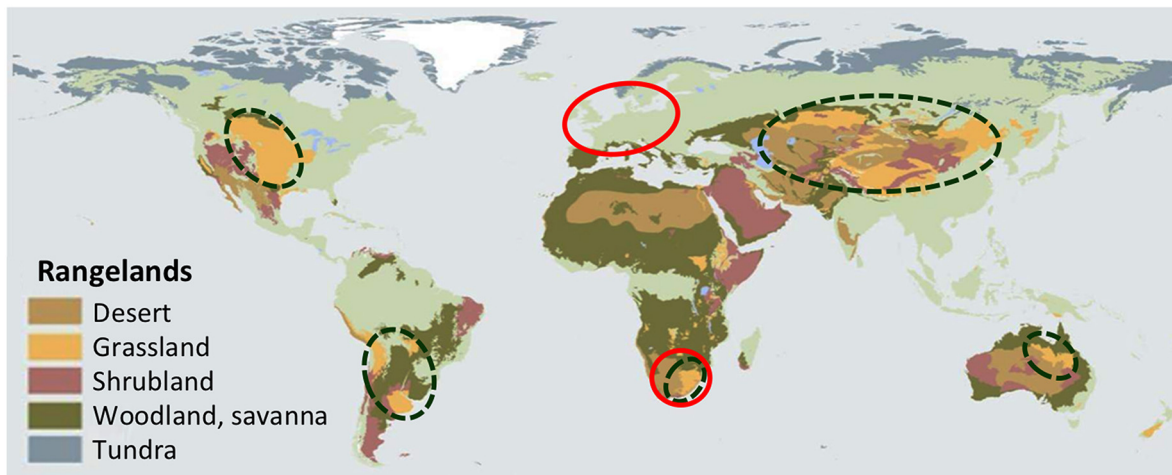 Rangelands
Desert
Grassland
Shrubland
Woodland, savanna
Tundra